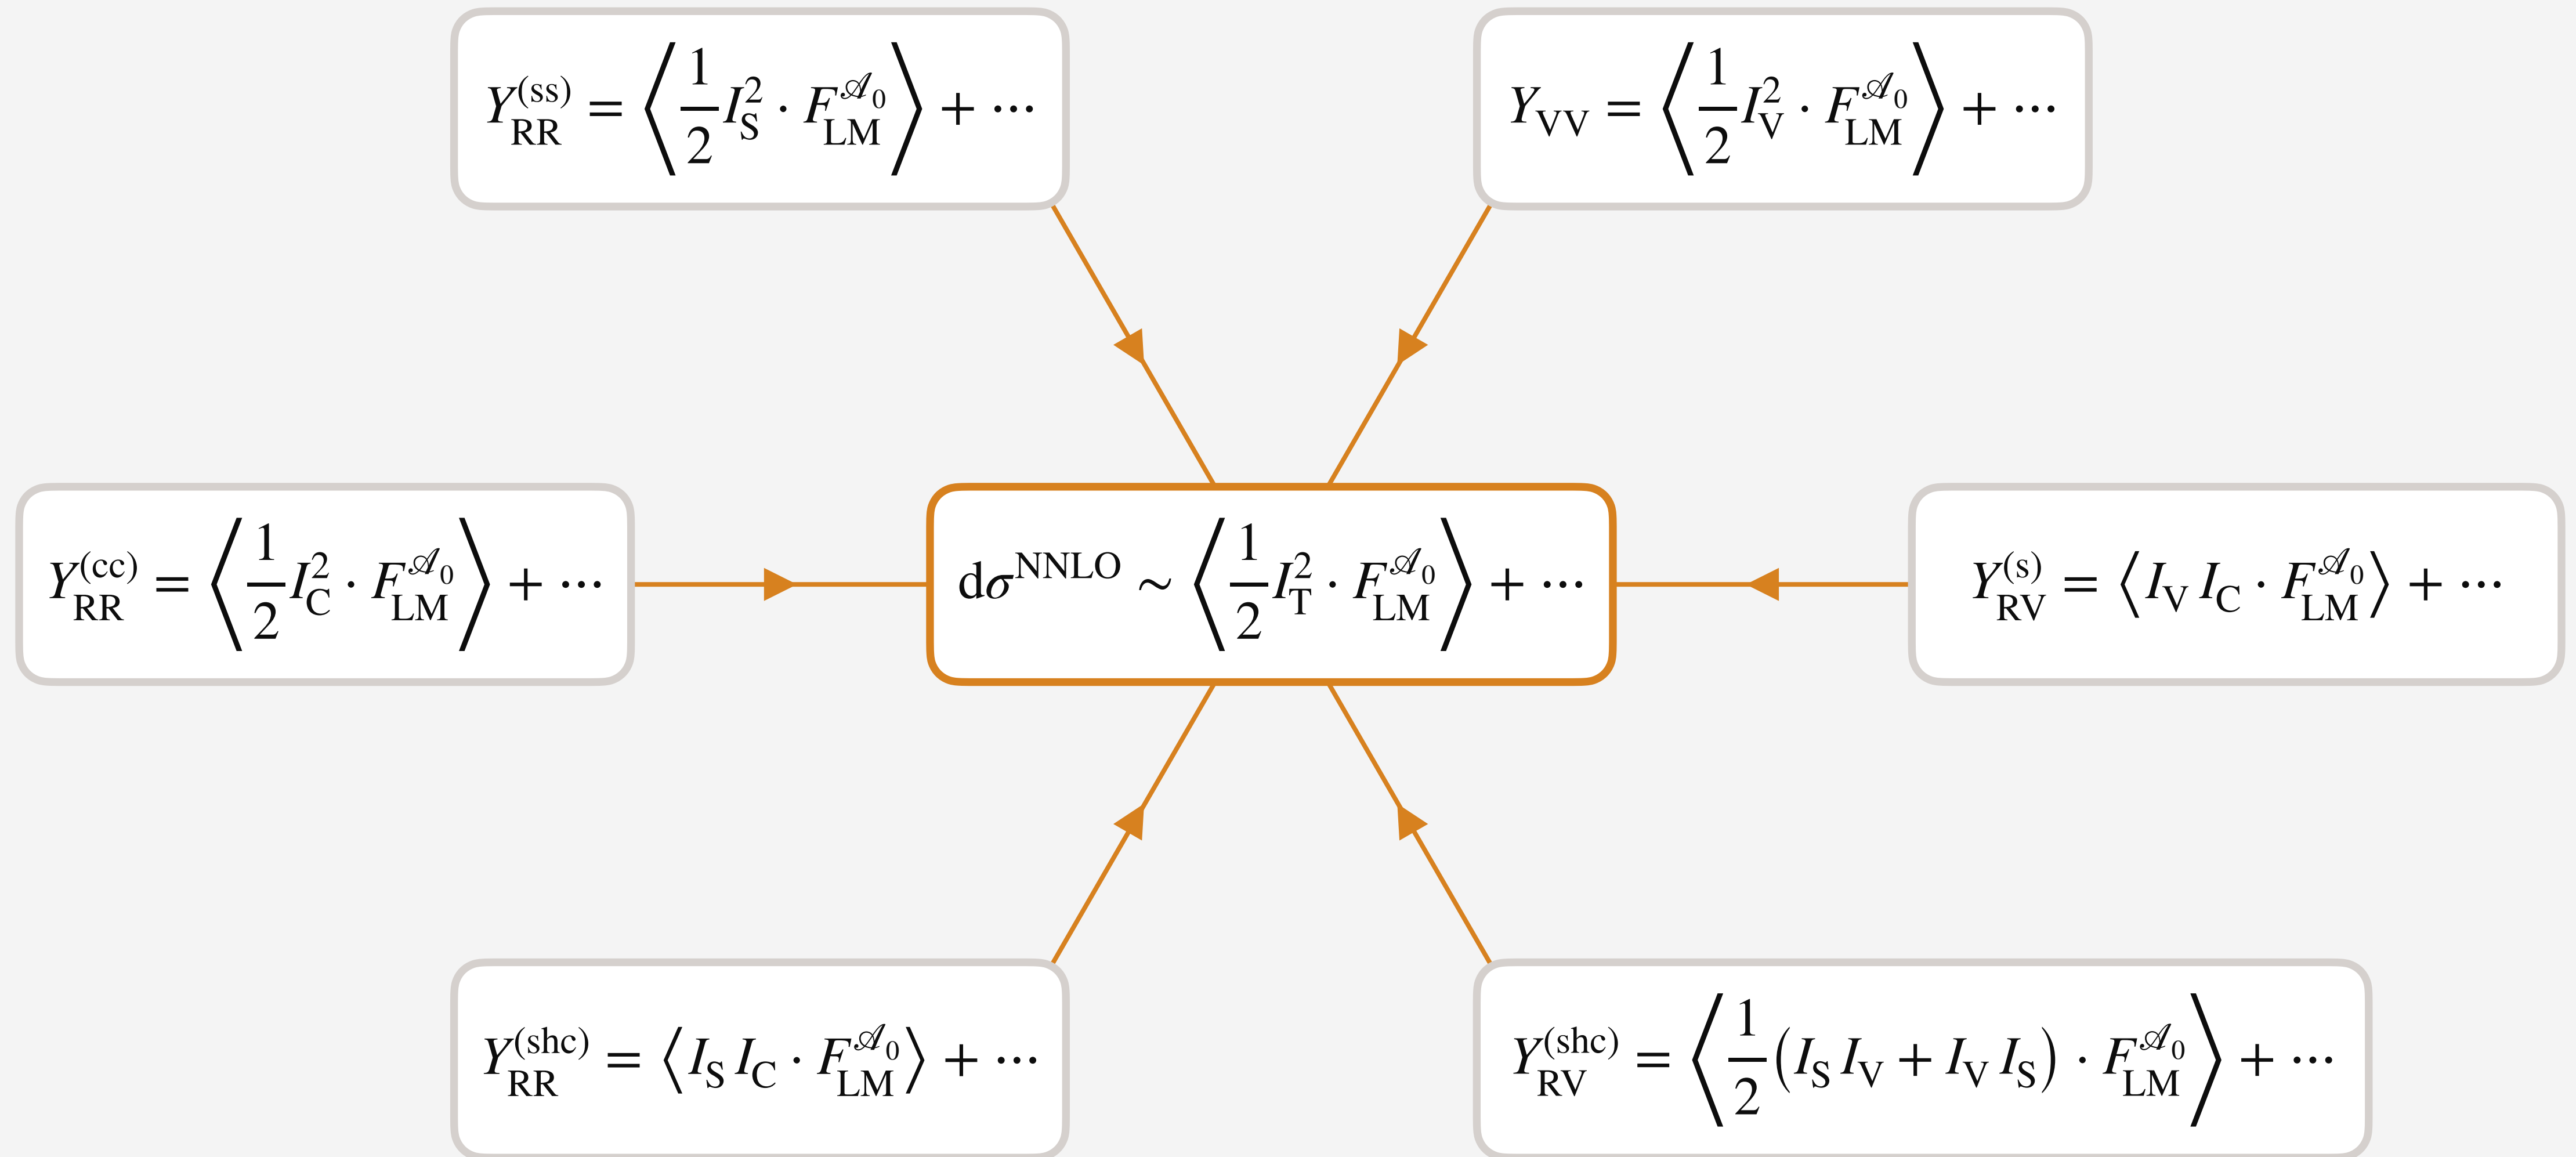 Y_RR^(ss) = ⟨ 1/2 I_S^2 · F_LM^𝒜0 ⟩ + ⋯
Y_VV = ⟨ 1/2 I_V^2 · F_LM^𝒜0 ⟩ + ⋯
Y_RR^(cc) = ⟨ 1/2 I_C^2 · F_LM^𝒜0 ⟩ + ⋯
dσ^NNLO ∼ ⟨ 1/2 I_T^2 · F_LM^𝒜0 ⟩ + ⋯
Y_RV^(s) = ⟨ I_V I_C · F_LM^𝒜0 ⟩ + ⋯
Y_RR^(shc) = ⟨ I_S I_C · F_LM^𝒜0 ⟩ + ⋯
Y_RV^(shc) = ⟨ 1/2 (I_S I_V + I_V I_S) · F_LM^𝒜0 ⟩ + ⋯